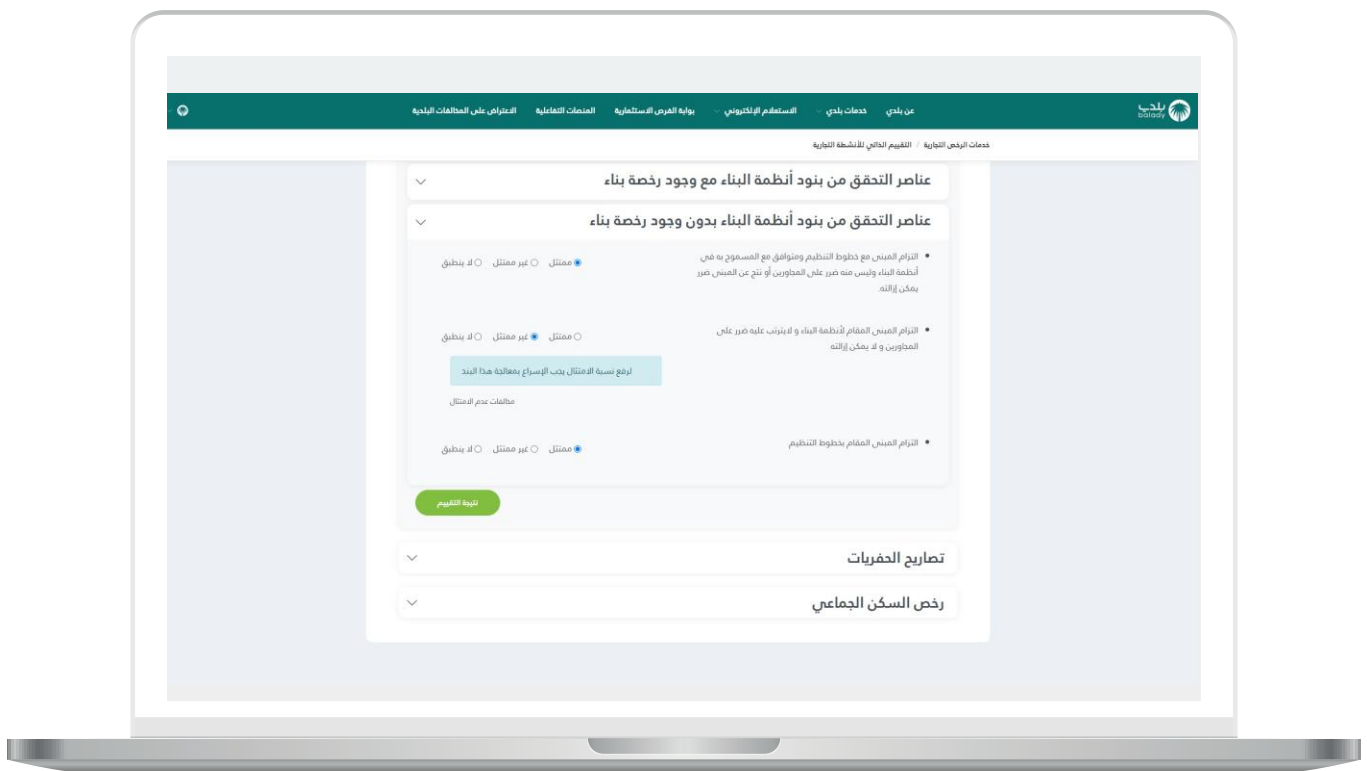 بلدي
balady
عن بلدي خدمات بلدي الاستعلام الإلكتروني بوابة الفرص الاستثمارية المنصات التفاعلية الاعتراض على المخالفات البلدية
خدمات الرخص التجارية / التقييم الذاتي للأنشطة التجارية
عناصر التحقق من بنود أنظمة البناء مع وجود رخصة بناء
عناصر التحقق من بنود أنظمة البناء بدون وجود رخصة بناء
التزام المبنى مع خطوط التنظيم ومتوافق مع المسموح به في
أنظمة البناء وليس منه ضرر على المجاورين أو نتج عن المبنى ضرر
يمكن إزالته.
ممتثل غير ممتثل لا ينطبق
التزام المبنى المقام لأنظمة البناء و لايترتب عليه ضرر على
المجاورين و لا يمكن إزالته
ممتثل غير ممتثل لا ينطبق
لرفع نسبة الامتثال يجب الإسراع بمعالجة هذا البند
مخالفات عدم الامتثال
التزام المبنى المقام بخطوط التنظيم
ممتثل غير ممتثل لا ينطبق
نتيجة التقييم
تصاريح الحفريات
رخص السكن الجماعي